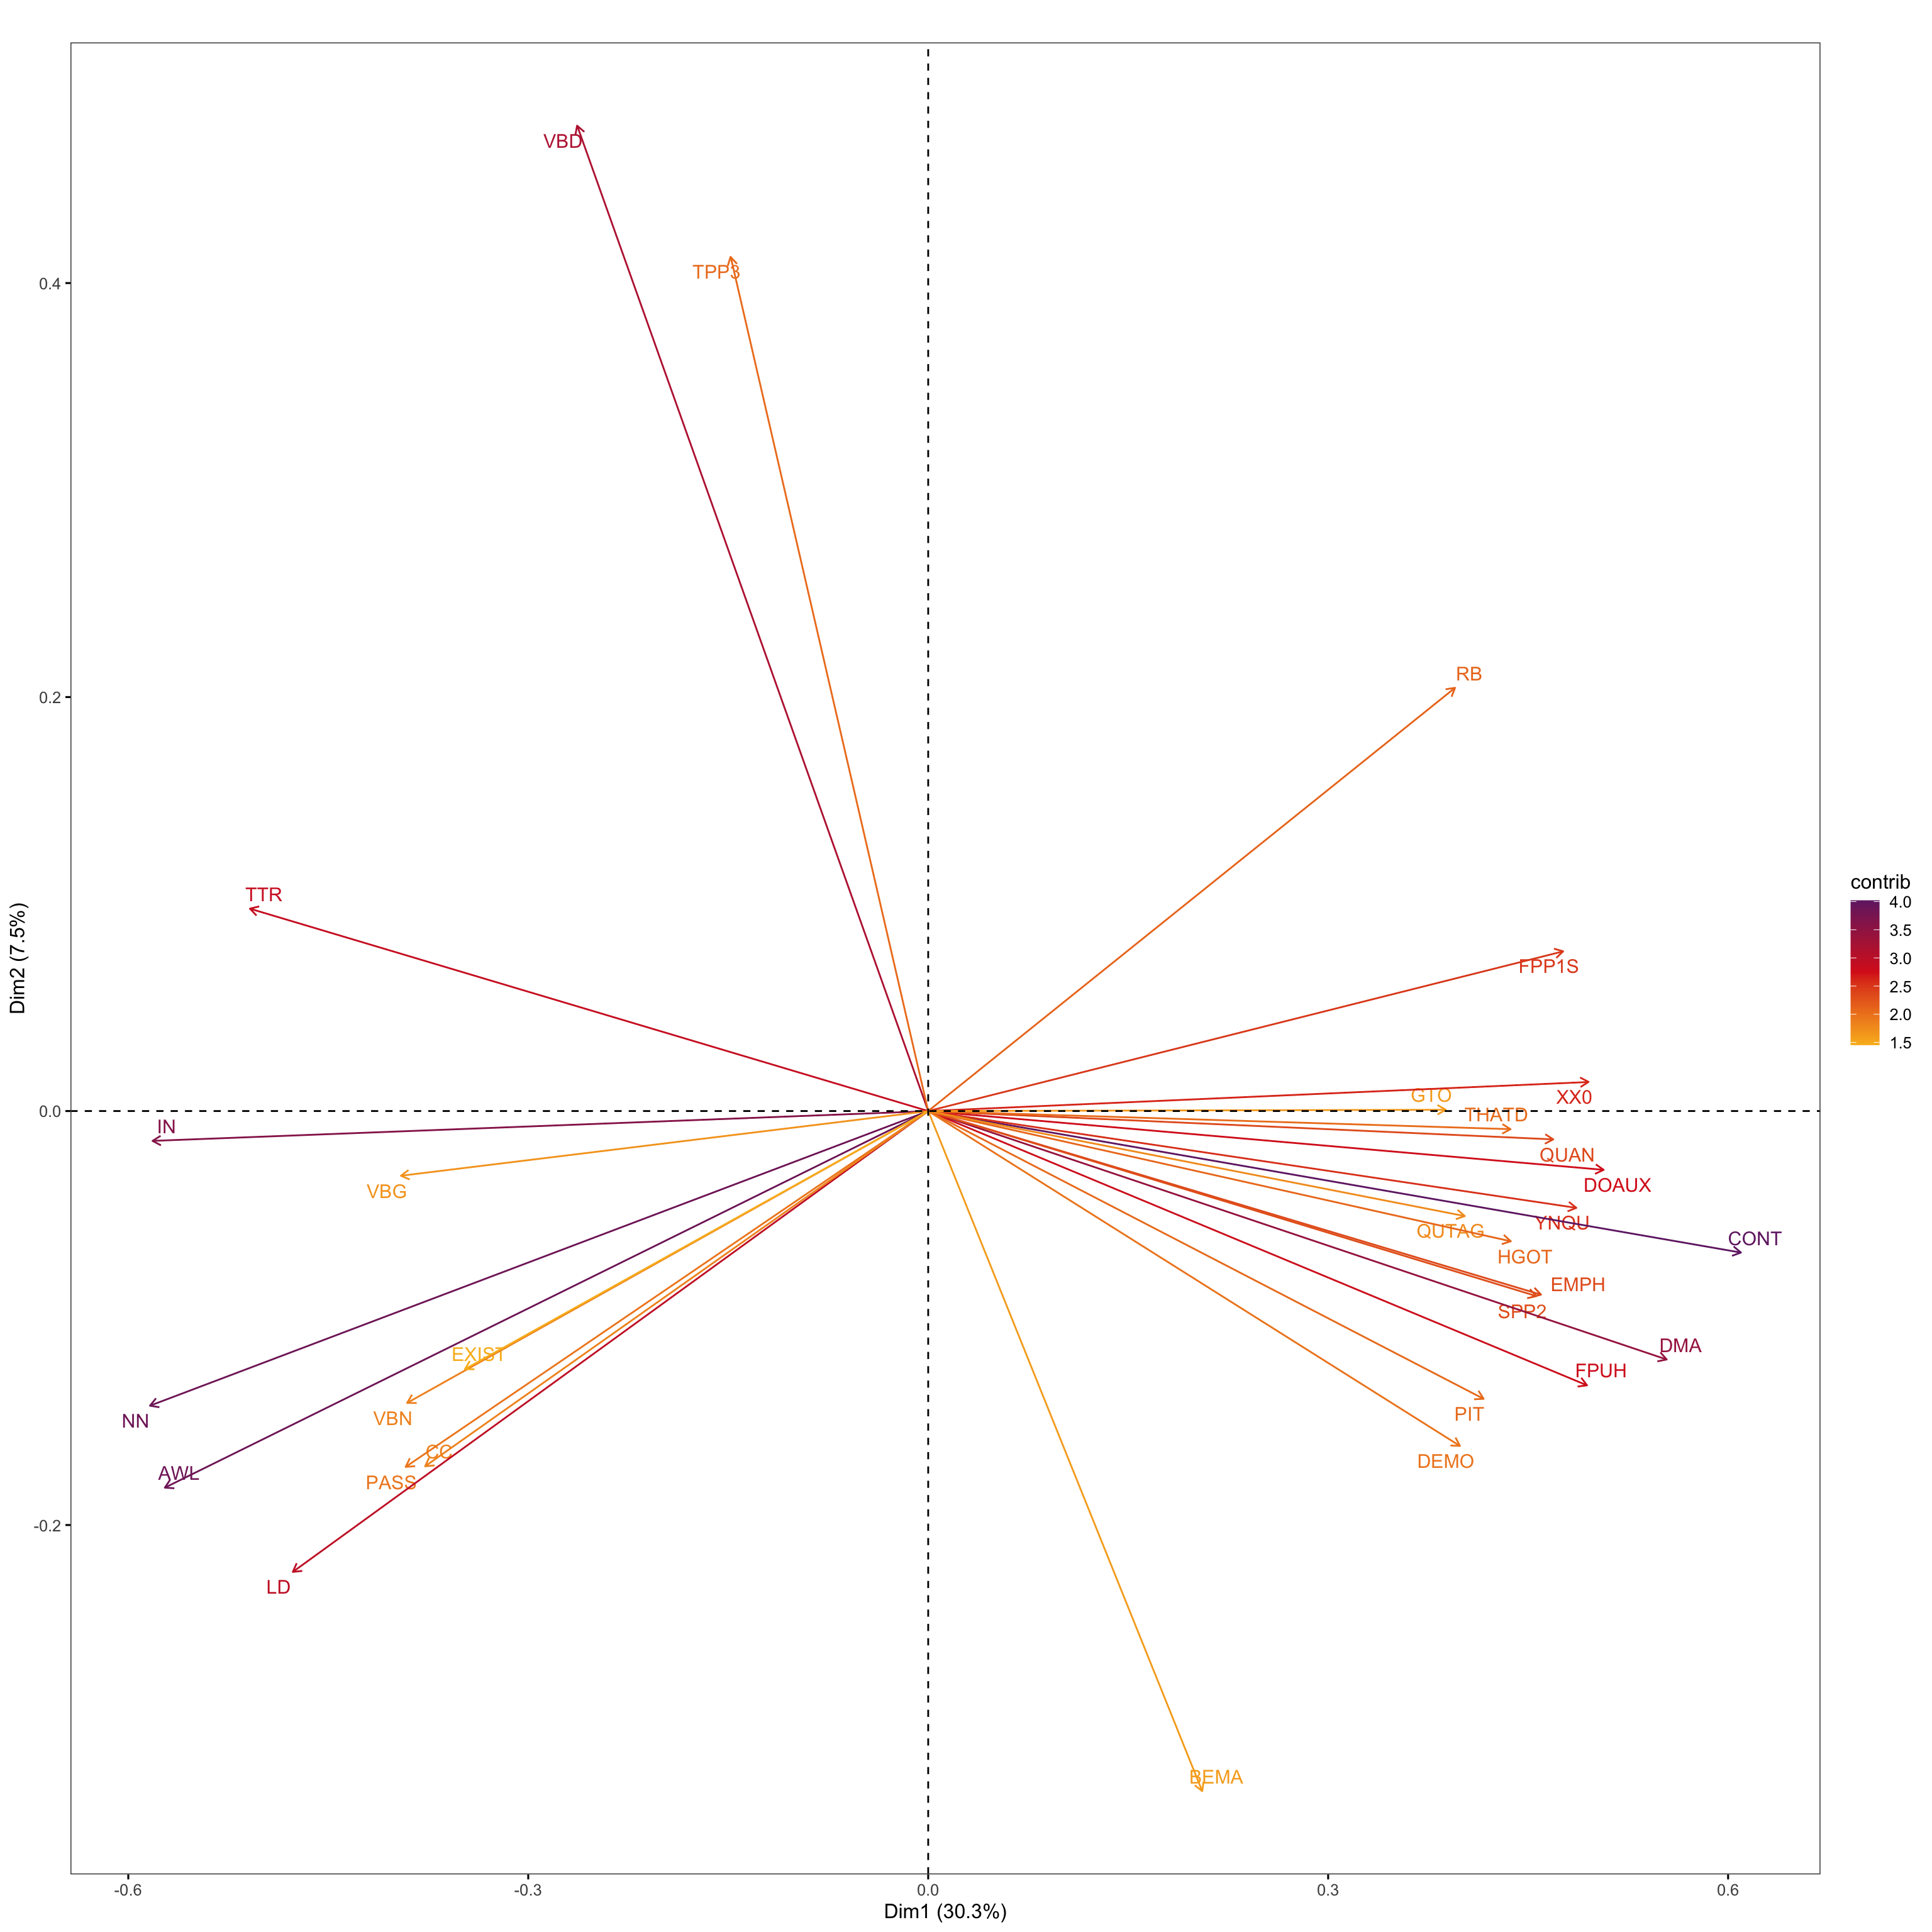 VBD
TPP3
0.4
RB
0.2
TTR
contrib
4.0
3.5
3.0
2.5
2.0
1.5
FPP1S
XX0
GTO
THATD
0.0
IN
QUAN
DOAUX
VBG
YNQU
QUTAG
CONT
HGOT
EMPH
SPP2
DMA
EXIST
FPUH
PIT
VBN
NN
CC
DEMO
AWL
PASS
-0.2
LD
BEMA
-0.6
-0.3
0.0
0.3
0.6
Dim1 (30.3%)
Dim2 (7.5%)